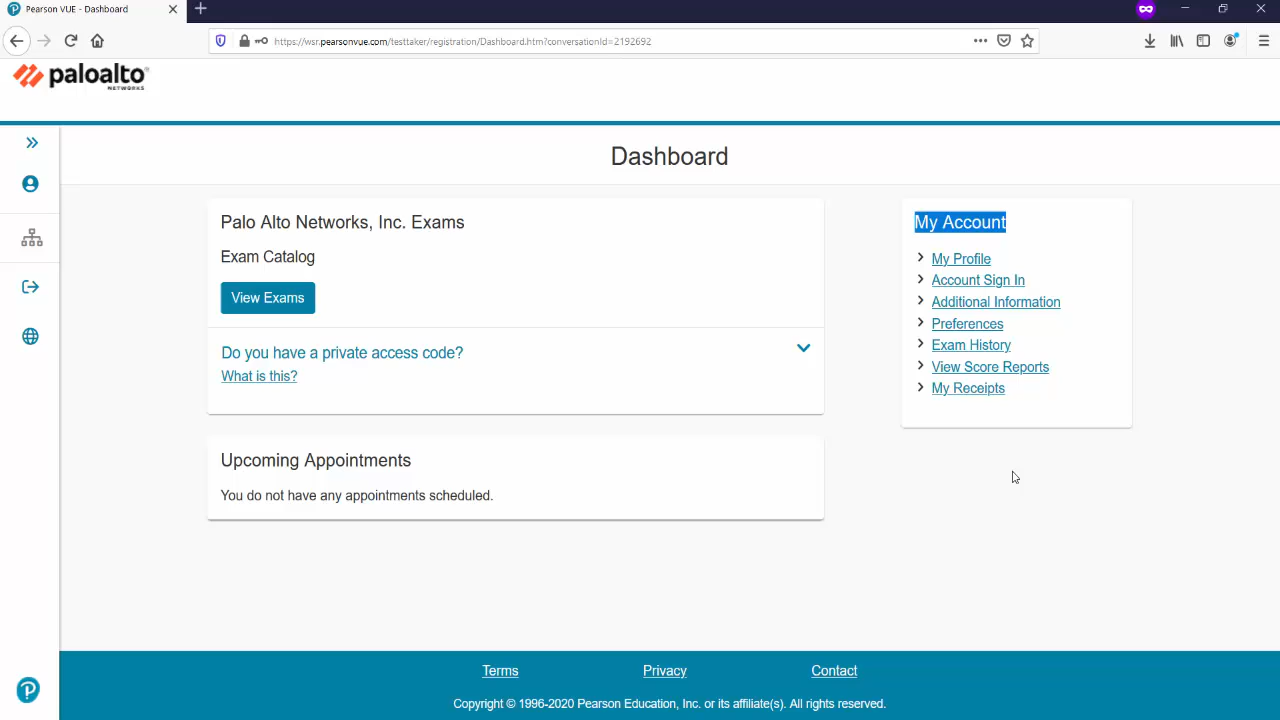 Pearson VUE - Dashboard
https://wsr.pearsonvue.com/testtaker/registration/Dashboard.htm?conversationId=2192692
paloalto
NETWORKS
Dashboard
Palo Alto Networks, Inc. Exams
Exam Catalog
View Exams
Do you have a private access code?
What is this?
Upcoming Appointments
You do not have any appointments scheduled.
My Account
My Profile
Account Sign In
Additional Information
Preferences
Exam History
View Score Reports
My Receipts
Terms
Privacy
Contact
Copyright © 1996-2020 Pearson Education, Inc. or its affiliate(s). All rights reserved.